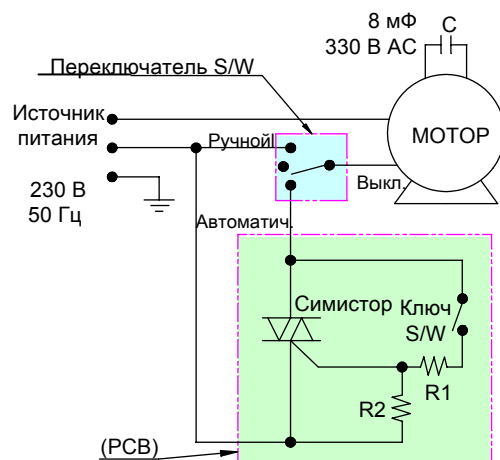 8 мФ
C
330 В АС
Переключатель S/W
Источник
питания
МОТОР
Ручной
Выкл.
230 В
50 Гц
Автоматич.
Симистор
Ключ
S/W
R1
R2
(PCB)